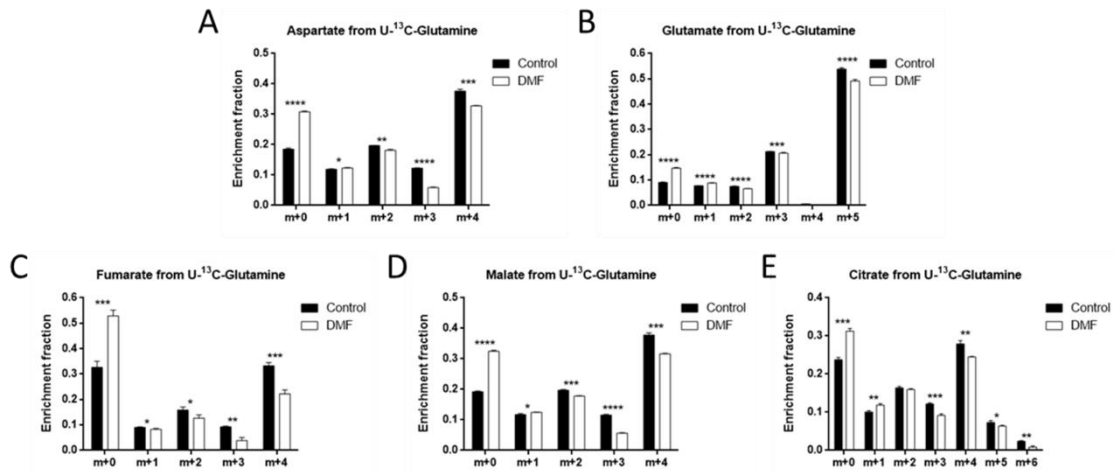 A
Aspartate from U-¹³C-Glutamine
Enrichment fraction
0.6
0.5
0.4
0.3
0.2
0.1
0.0
Control
DMF
****
*
**
****
***
m+0 m+1 m+2 m+3 m+4
B
Glutamate from U-¹³C-Glutamine
Enrichment fraction
0.6
0.5
0.4
0.3
0.2
0.1
0.0
Control
DMF
****
****
****
***
****
m+0 m+1 m+2 m+3 m+4 m+5
C
Fumarate from U-¹³C-Glutamine
Enrichment fraction
0.6
0.5
0.4
0.3
0.2
0.1
0.0
Control
DMF
***
*
*
**
***
m+0 m+1 m+2 m+3 m+4
D
Malate from U-¹³C-Glutamine
Enrichment fraction
0.5
0.4
0.3
0.2
0.1
0.0
Control
DMF
****
*
***
****
***
m+0 m+1 m+2 m+3 m+4
E
Citrate from U-¹³C-Glutamine
Enrichment fraction
0.4
0.3
0.2
0.1
0.0
Control
DMF
***
**
***
**
*
**
m+0 m+1 m+2 m+3 m+4 m+5 m+6